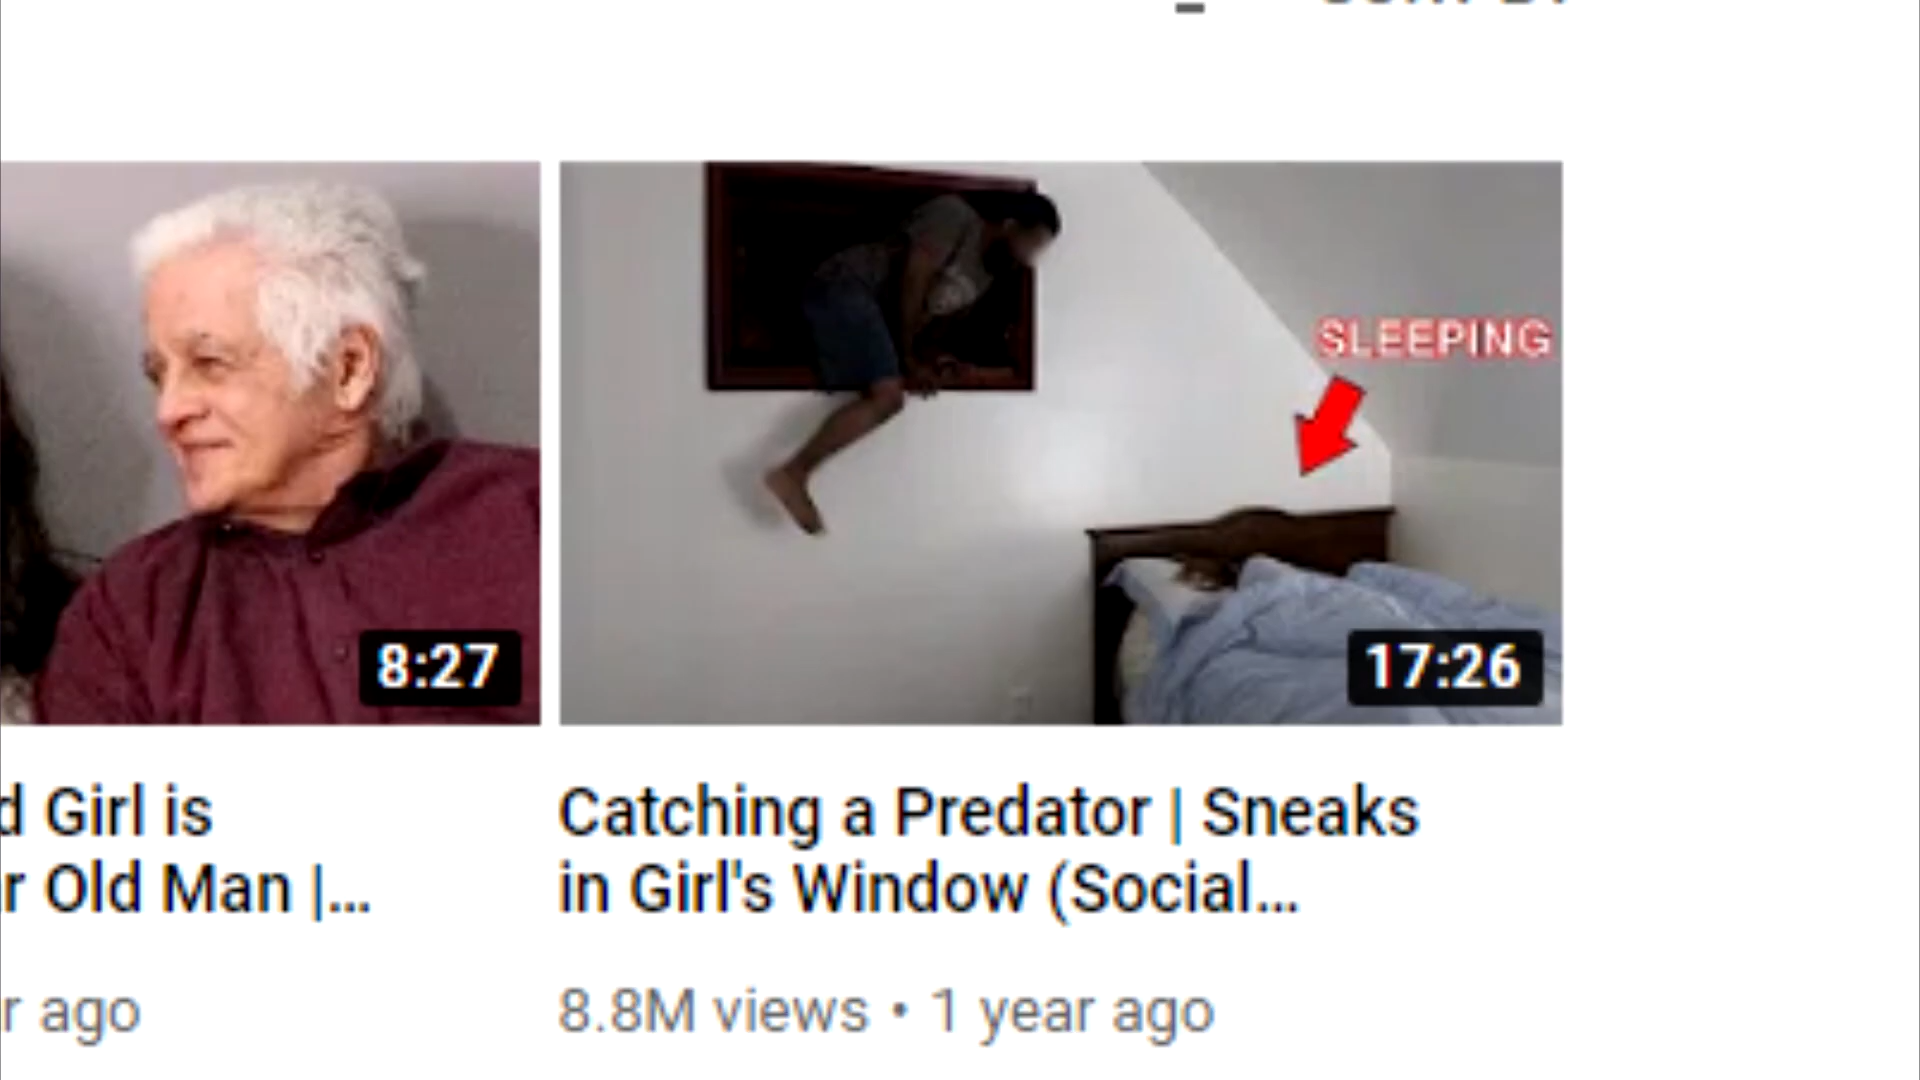 SLEEPING
8:27
17:26
d Girl is
r Old Man |...
r ago
Catching a Predator | Sneaks
in Girl's Window (Social...
8.8M views • 1 year ago